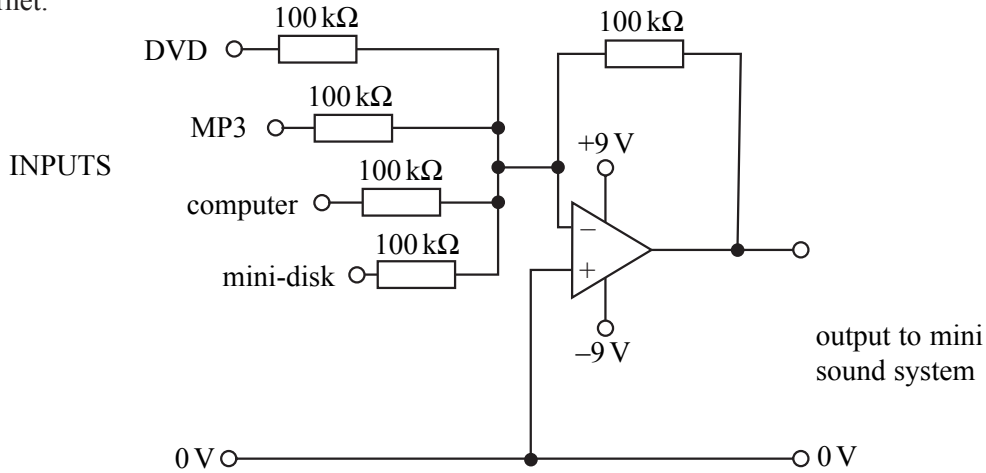 100 kΩ
100 kΩ
DVD
100 kΩ
MP3
+9 V
INPUTS
100 kΩ
computer
−
100 kΩ
+
mini-disk
output to mini
–9 V
sound system
0 V
0 V